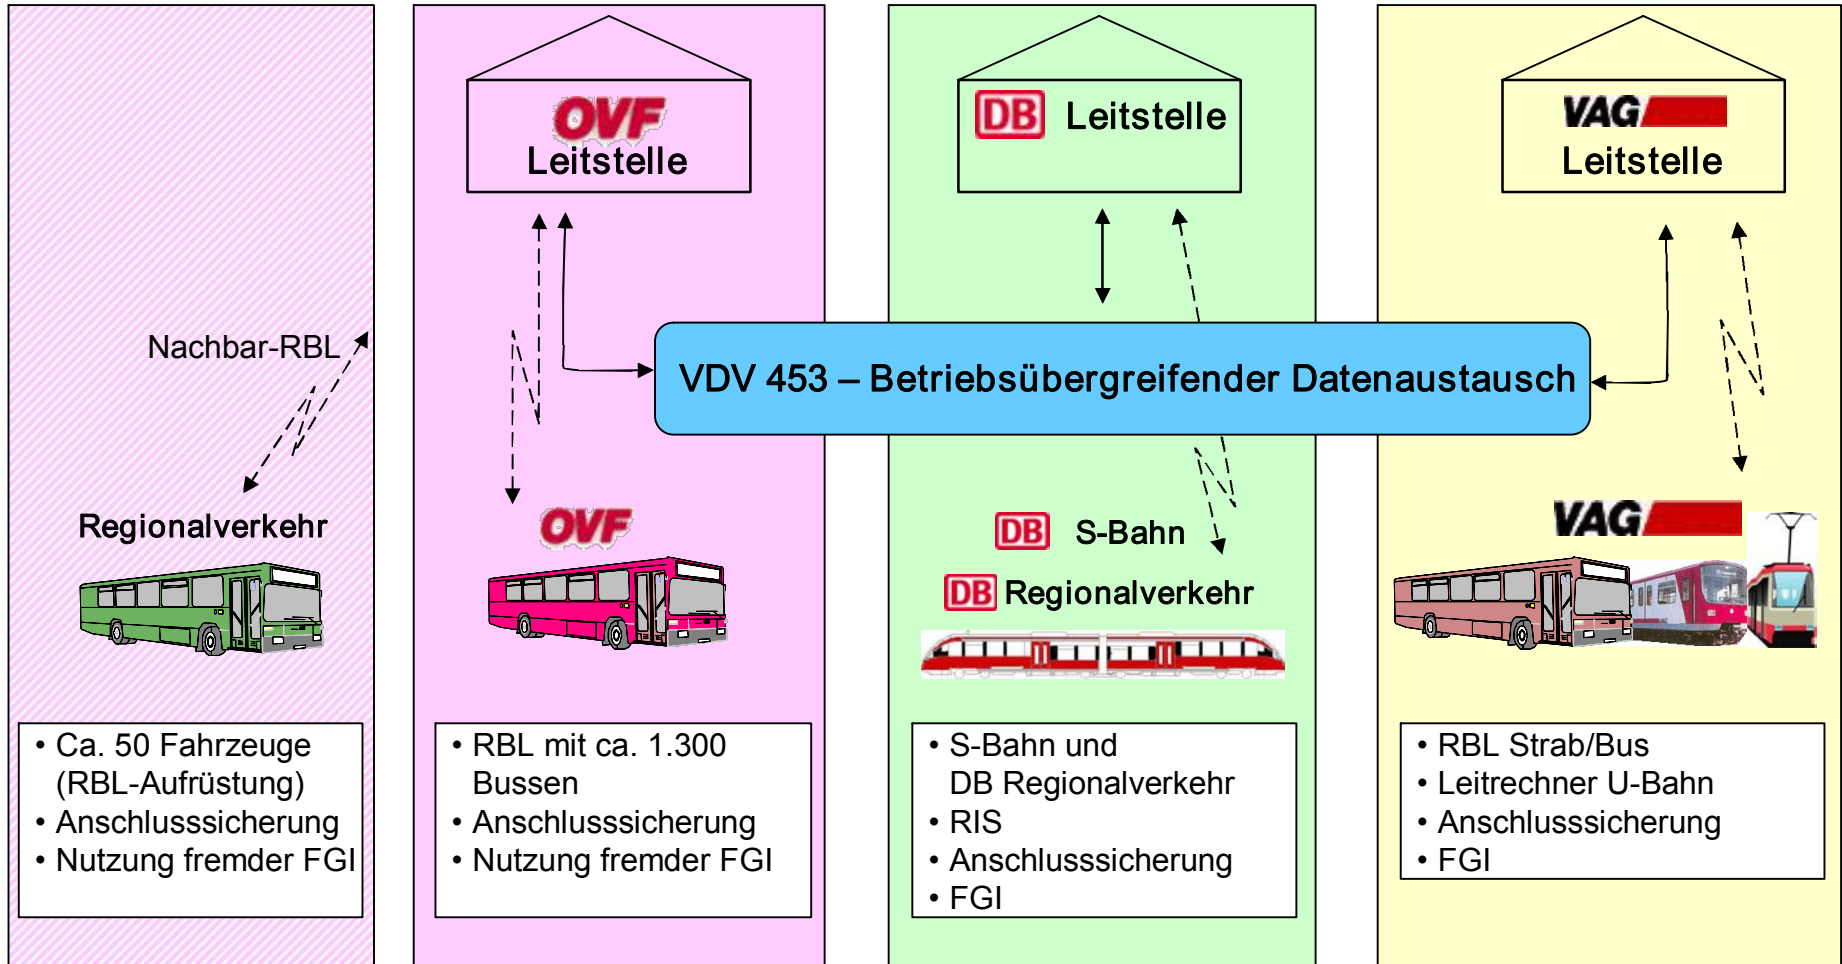 Nachbar-RBL
Regionalverkehr
• Ca. 50 Fahrzeuge
(RBL-Aufrüstung)
• Anschlusssicherung
• Nutzung fremder FGI
OVF
Leitstelle
OVF
• RBL mit ca. 1.300
Bussen
• Anschlusssicherung
• Nutzung fremder FGI
DB Leitstelle
VDV 453 – Betriebsübergreifender Datenaustausch
DB S-Bahn
DB Regionalverkehr
• S-Bahn und
DB Regionalverkehr
• RIS
• Anschlusssicherung
• FGI
VAG
Leitstelle
VAG
• RBL Strab/Bus
• Leitrechner U-Bahn
• Anschlusssicherung
• FGI